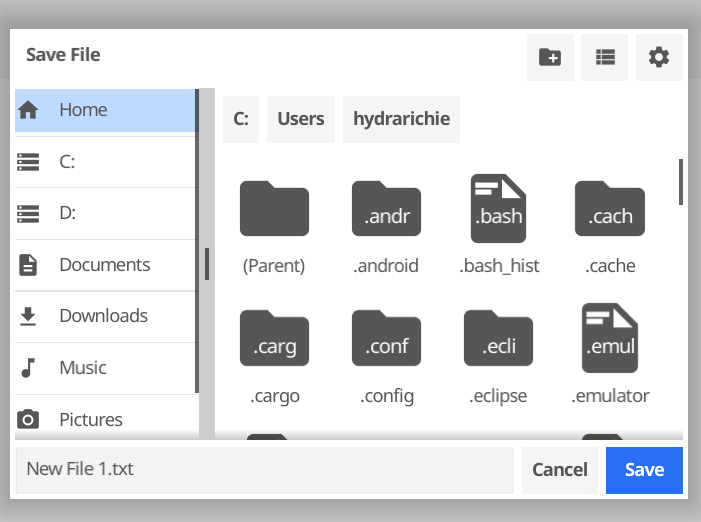 Save File
Home
C:
D:
Documents
Downloads
Music
Pictures
C: Users hydrarichie
.andr .bash .cach
(Parent) .android .bash_hist .cache
.carg .conf .ecli .emul
.cargo .config .eclipse .emulator
New File 1.txt Cancel Save